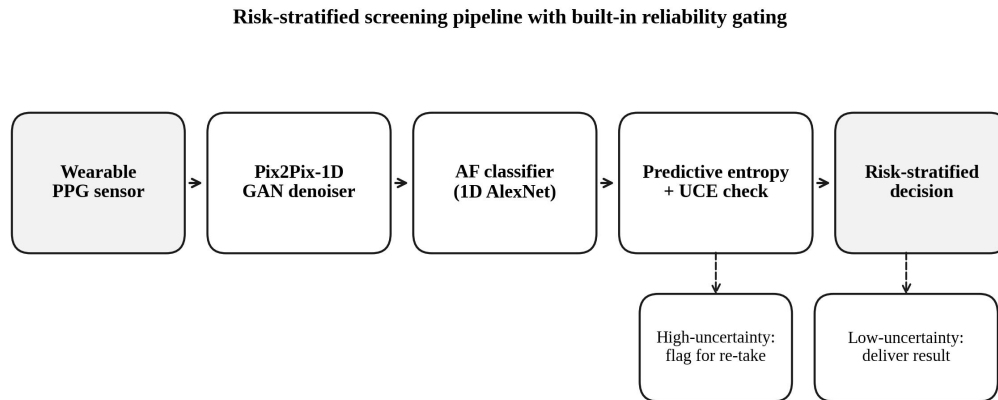 Risk-stratified screening pipeline with built-in reliability gating
Wearable
PPG sensor
Pix2Pix-1D
GAN denoiser
AF classifier
(1D AlexNet)
Predictive entropy
+ UCE check
Risk-stratified
decision
High-uncertainty:
flag for re-take
Low-uncertainty:
deliver result